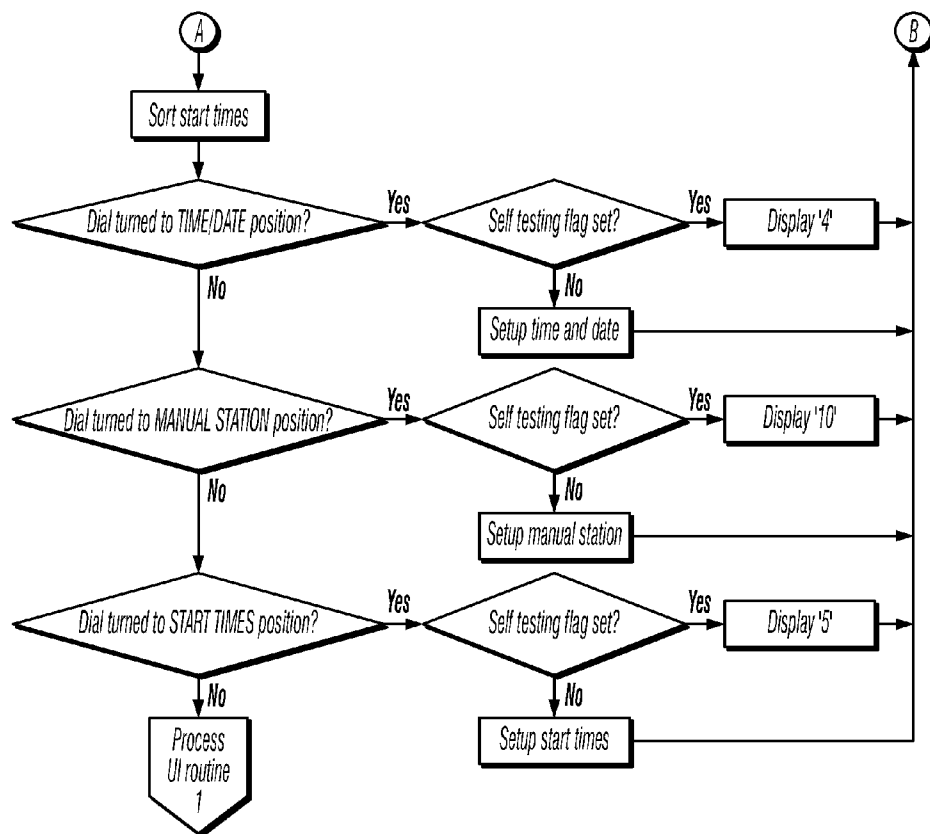 A
B
Sort start times
Dial turned to TIME/DATE position?
Yes
Self testing flag set?
Yes
Display '4'
No
No
Setup time and date
Dial turned to MANUAL STATION position?
Yes
Self testing flag set?
Yes
Display '10'
No
No
Setup manual station
Dial turned to START TIMES position?
Yes
Self testing flag set?
Yes
Display '5'
No
No
Process
UI routine
1
Setup start times